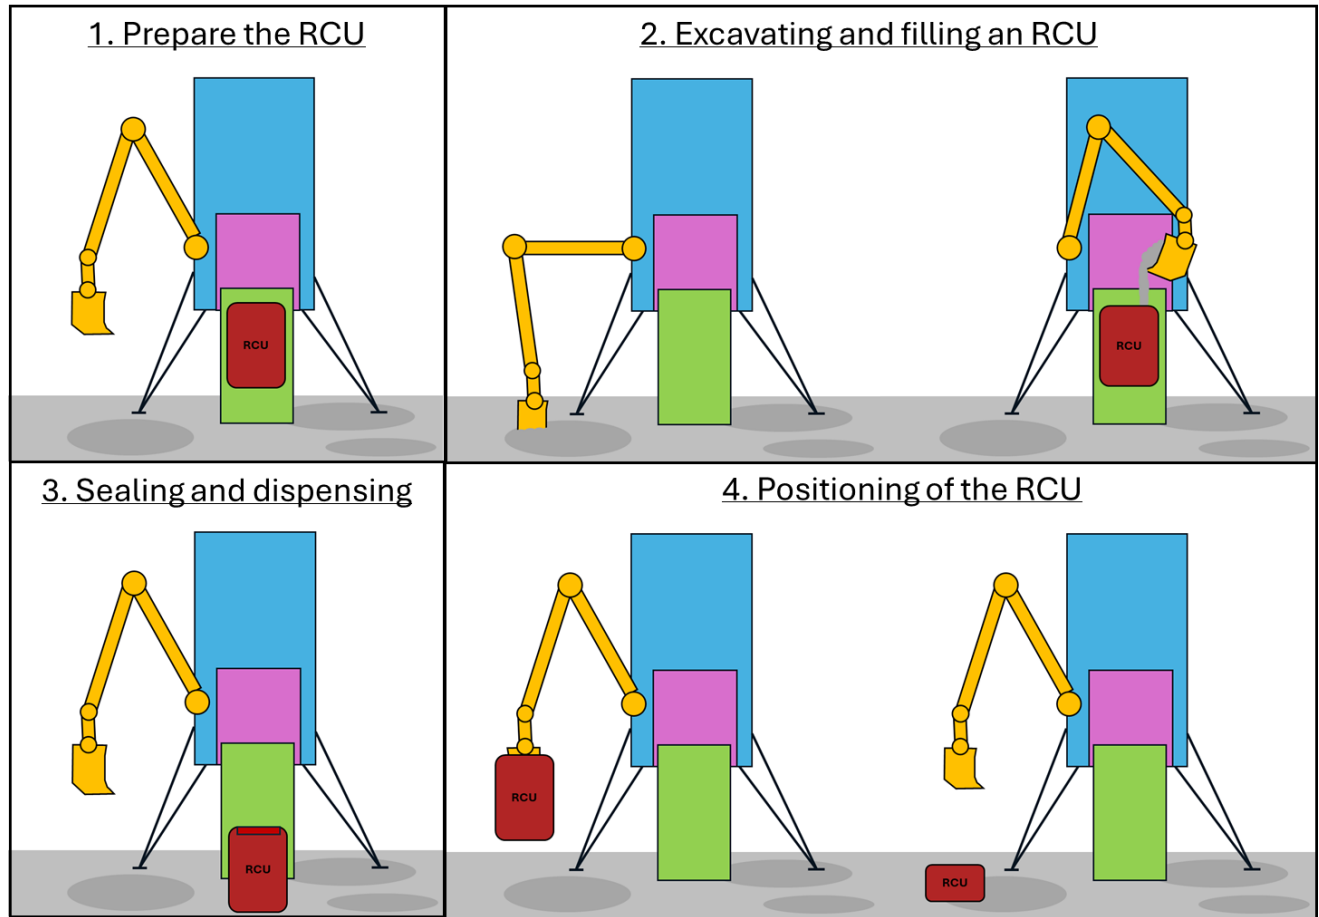 1. Prepare the RCU
2. Excavating and filling an RCU
RCU
RCU
3. Sealing and dispensing
4. Positioning of the RCU
RCU
RCU
RCU